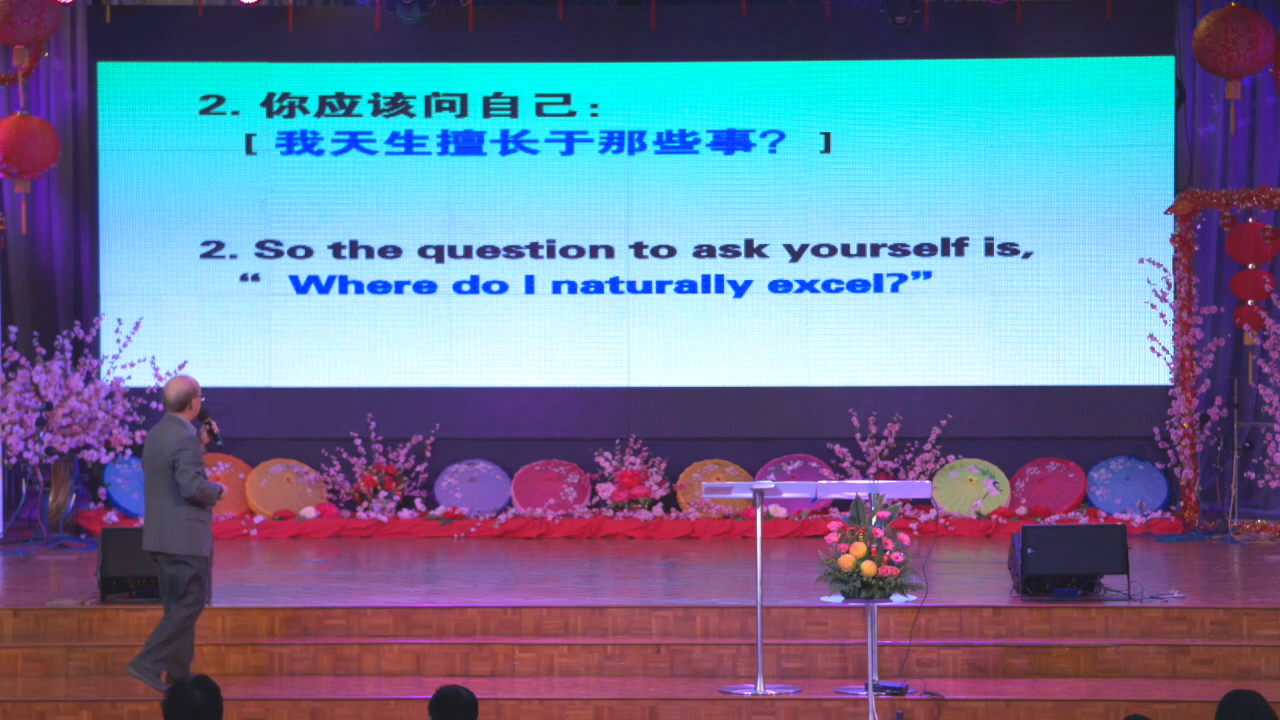 2. 你应该问自己:
[ 我天生擅长于那些事? ]
2. So the question to ask yourself is,
“ Where do I naturally excel?”